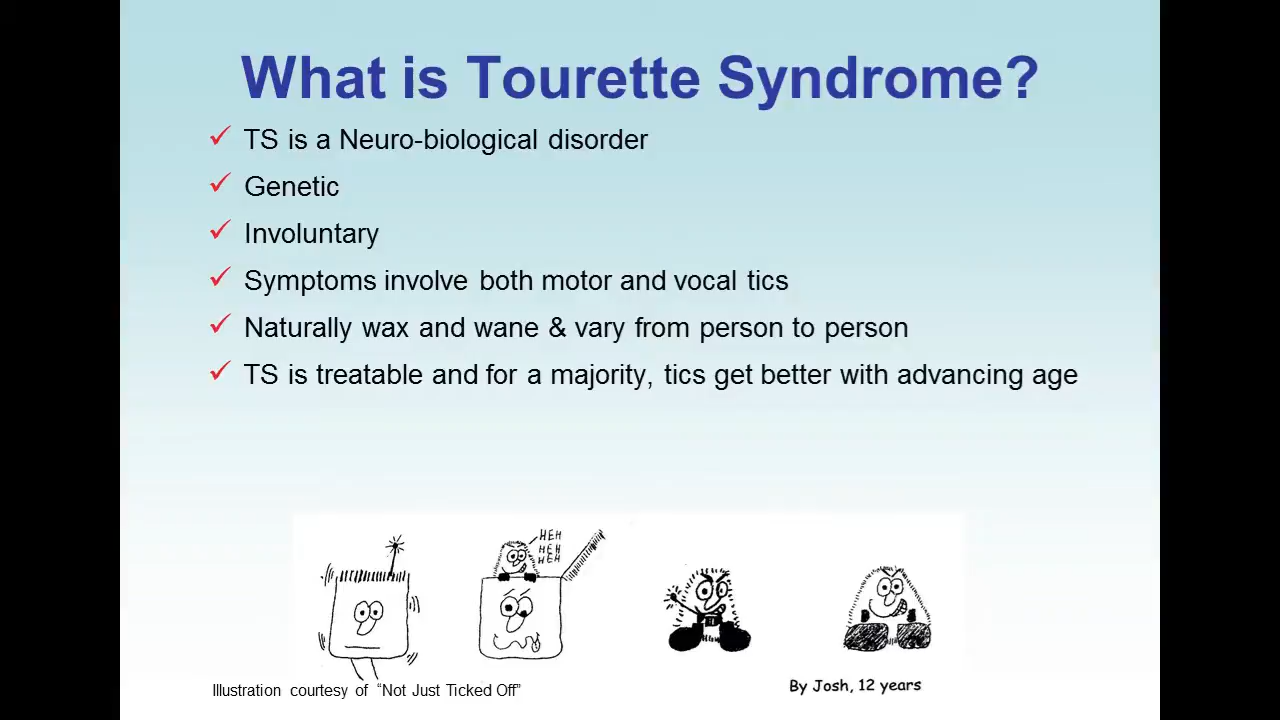 What is Tourette Syndrome?
TS is a Neuro-biological disorder
Genetic
Involuntary
Symptoms involve both motor and vocal tics
Naturally wax and wane & vary from person to person
TS is treatable and for a majority, tics get better with advancing age
HEH
HEH
HEH
Illustration courtesy of “Not Just Ticked Off”
By Josh, 12 years